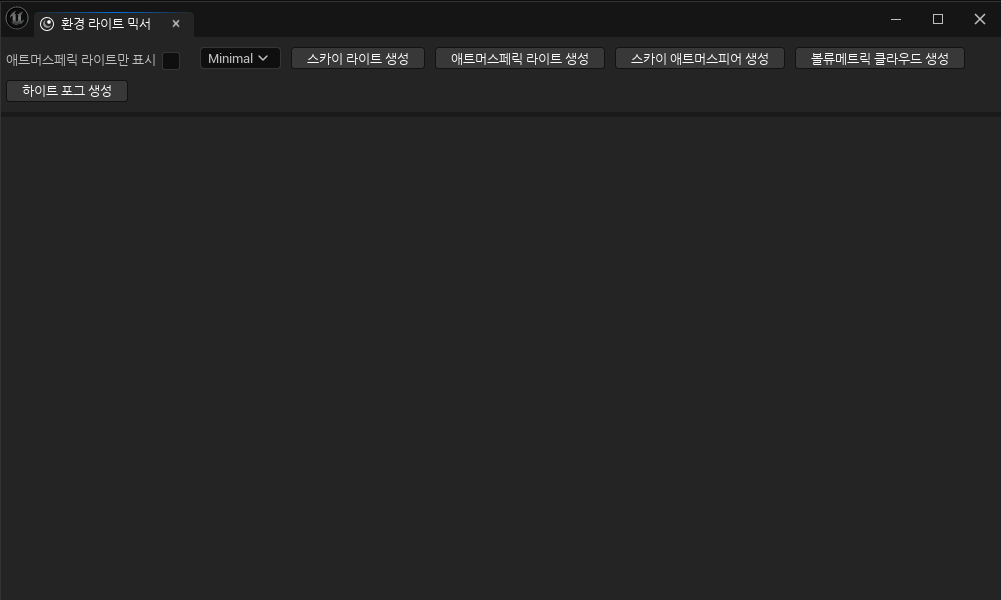 환경 라이트 믹서
애트머스페릭 라이트만 표시 Minimal 스카이 라이트 생성 애트머스페릭 라이트 생성 스카이 애트머스피어 생성 볼류메트릭 클라우드 생성
하이트 포그 생성